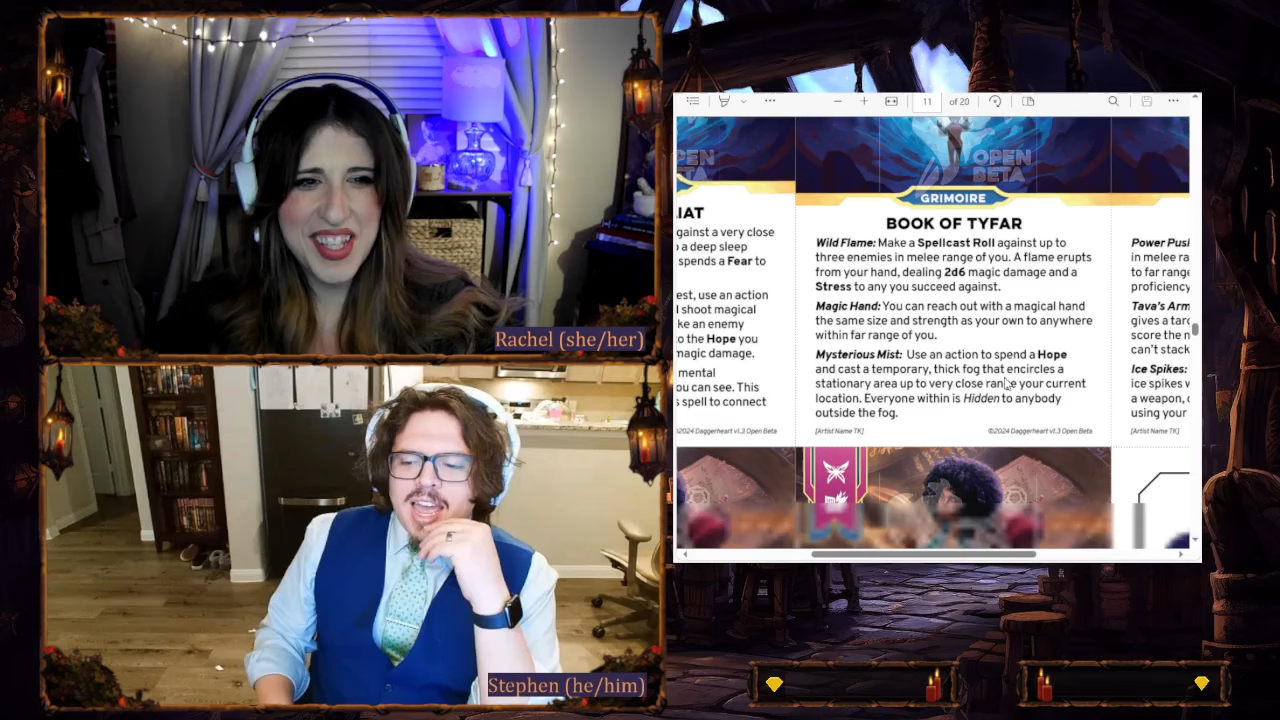 Rachel (she/her)
Stephen (he/him)
11 of 20
PEN
ETA
OPEN
BETA
GRIMOIRE
IAT
against a very close
a deep sleep
spends a Fear to
est, use an action
shoot magical
ke an enemy
to the Hope you
magic damage.
mental
ou can see. This
s spell to connect
©2024 Daggerheart v1.3 Open Beta
BOOK OF TYFAR
Wild Flame: Make a Spellcast Roll against up to
three enemies in melee range of you. A flame erupts
from your hand, dealing 2d6 magic damage and a
Stress to any you succeed against.
Magic Hand: You can reach out with a magical hand
the same size and strength as your own to anywhere
within far range of you.
Mysterious Mist: Use an action to spend a Hope
and cast a temporary, thick fog that encircles a
stationary area up to very close range your current
location. Everyone within is Hidden to anybody
outside the fog.
[Artist Name TK] ©2024 Daggerheart v1.3 Open Beta
Power Pus
in melee ra
to far range
proficiency
Tava's Arm
gives a targ
score the n
can't stack
Ice Spikes:
ice spikes w
a weapon, c
using your
[Artist Name TK]